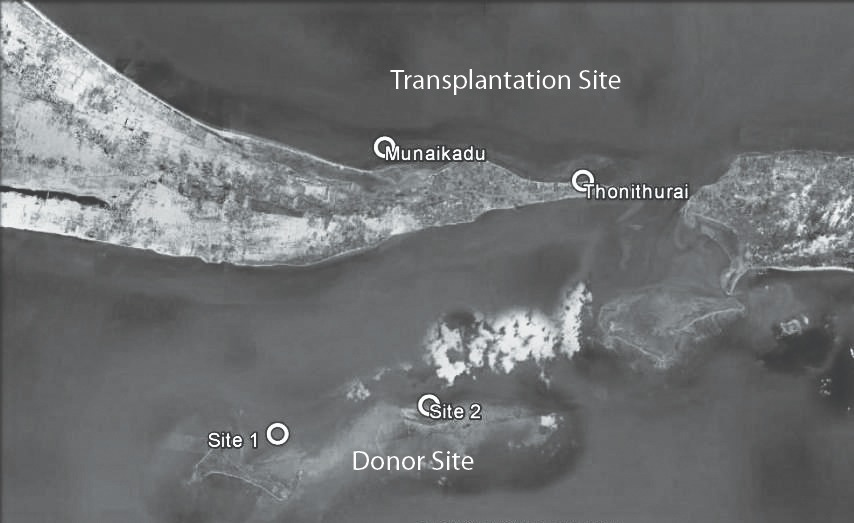 Transplantation Site
Munaikadu
Thonithurai
Site 2
Site 1
Donor Site